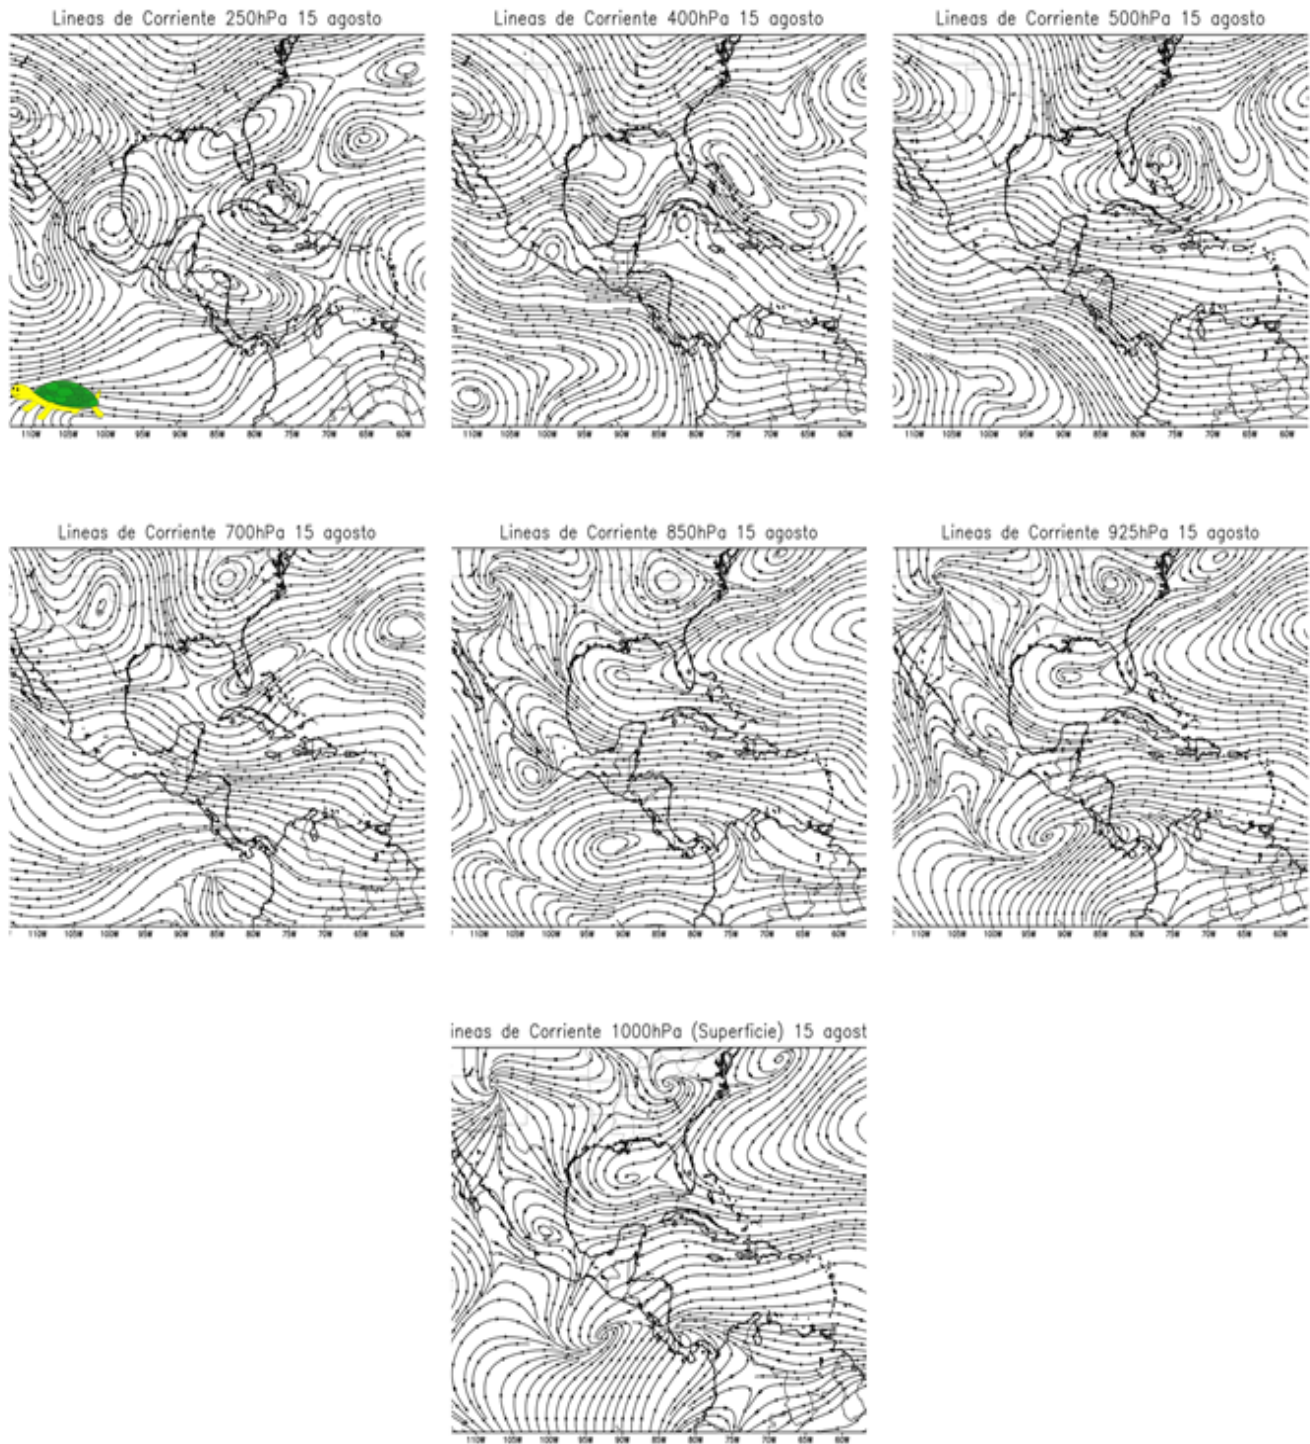 Lineas de Corriente 250hPa 15 agosto
Lineas de Corriente 400hPa 15 agosto
Lineas de Corriente 500hPa 15 agosto
110W 105W 100W 95W 90W 85W 80W 75W 70W 65W 60W
110W 105W 100W 95W 90W 85W 80W 75W 70W 65W 60W
110W 105W 100W 95W 90W 85W 80W 75W 70W 65W 60W
Lineas de Corriente 700hPa 15 agosto
Lineas de Corriente 850hPa 15 agosto
Lineas de Corriente 925hPa 15 agosto
110W 105W 100W 95W 90W 85W 80W 75W 70W 65W 60W
110W 105W 100W 95W 90W 85W 80W 75W 70W 65W 60W
110W 105W 100W 95W 90W 85W 80W 75W 70W 65W 60W
ineas de Corriente 1000hPa (Superficie) 15 agost
110W 105W 100W 95W 90W 85W 80W 75W 70W 65W 60W